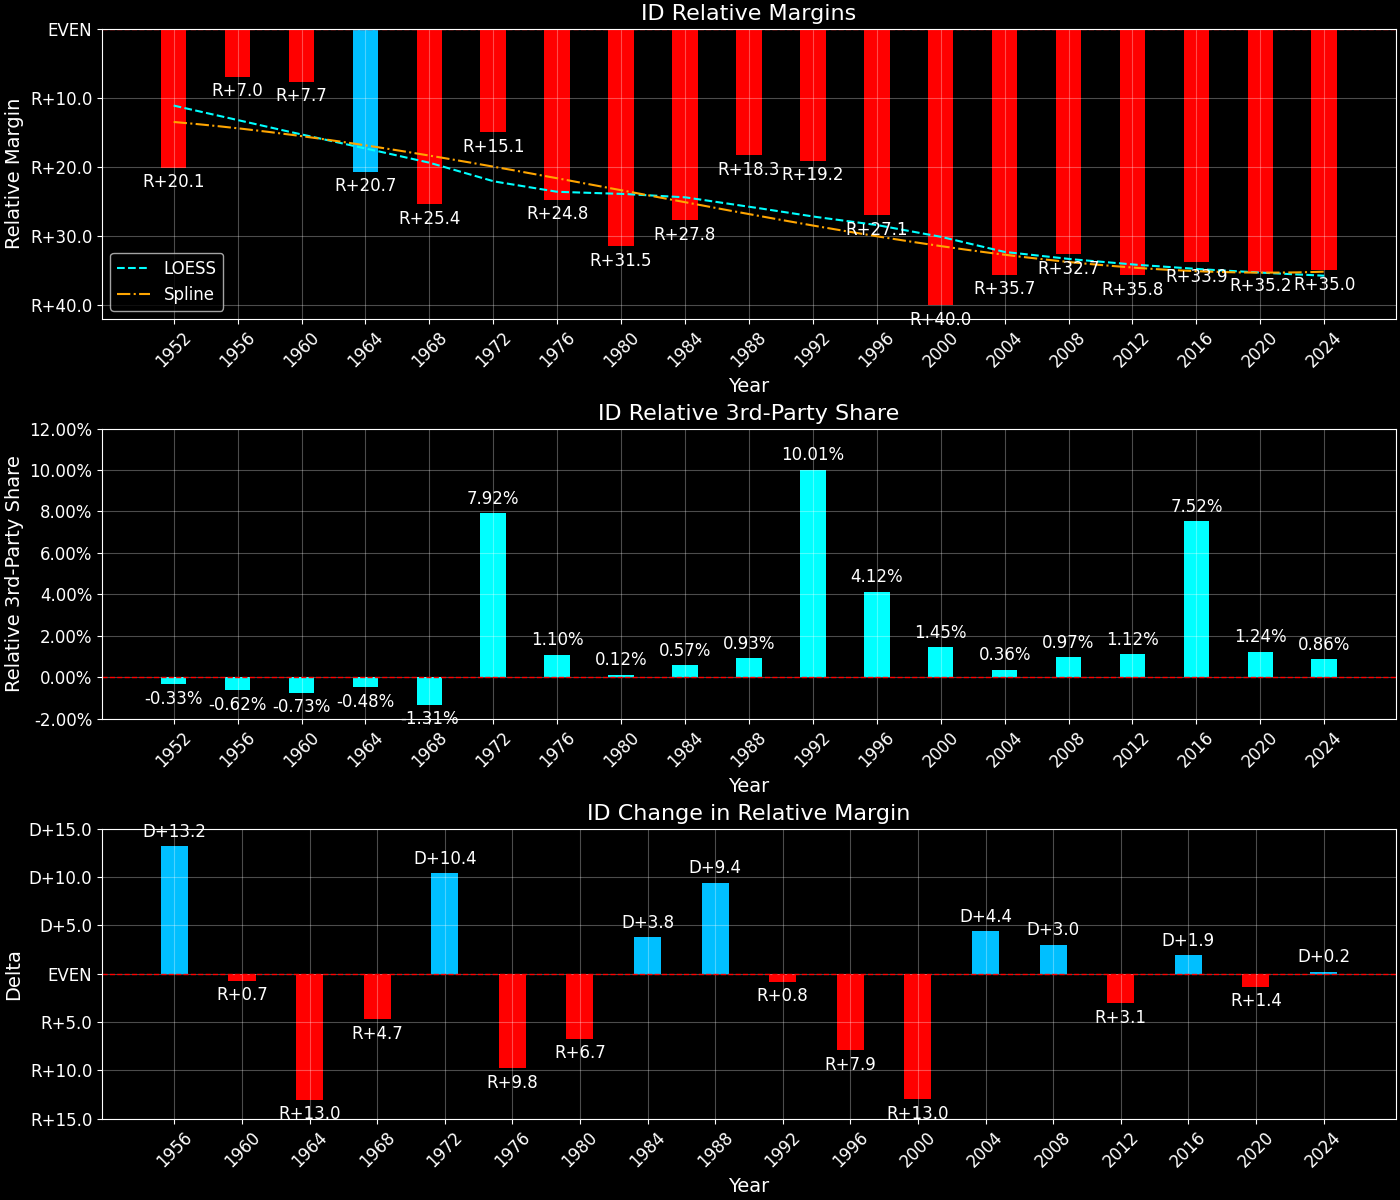 ID Relative Margins
EVEN
R+10.0
R+20.0
R+30.0
R+40.0
Relative Margin
R+20.1
R+7.0
R+7.7
R+20.7
R+25.4
R+15.1
R+24.8
R+31.5
R+27.8
R+18.3
R+19.2
R+27.1
R+40.0
R+35.7
R+32.7
R+35.8
R+33.9
R+35.2
R+35.0
LOESS
Spline
1952 1956 1960 1964 1968 1972 1976 1980 1984 1988 1992 1996 2000 2004 2008 2012 2016 2020 2024
Year
ID Relative 3rd-Party Share
12.00%
10.00%
8.00%
6.00%
4.00%
2.00%
0.00%
-2.00%
Relative 3rd-Party Share
-0.33%
-0.62%
-0.73%
-0.48%
-1.31%
7.92%
1.10%
0.12%
0.57%
0.93%
10.01%
4.12%
1.45%
0.36%
0.97%
1.12%
7.52%
1.24%
0.86%
1952 1956 1960 1964 1968 1972 1976 1980 1984 1988 1992 1996 2000 2004 2008 2012 2016 2020 2024
Year
ID Change in Relative Margin
D+15.0
D+10.0
D+5.0
EVEN
R+5.0
R+10.0
R+15.0
Delta
D+13.2
R+0.7
R+13.0
R+4.7
D+10.4
R+9.8
R+6.7
D+3.8
D+9.4
R+0.8
R+7.9
R+13.0
D+4.4
D+3.0
R+3.1
D+1.9
R+1.4
D+0.2
1956 1960 1964 1968 1972 1976 1980 1984 1988 1992 1996 2000 2004 2008 2012 2016 2020 2024
Year